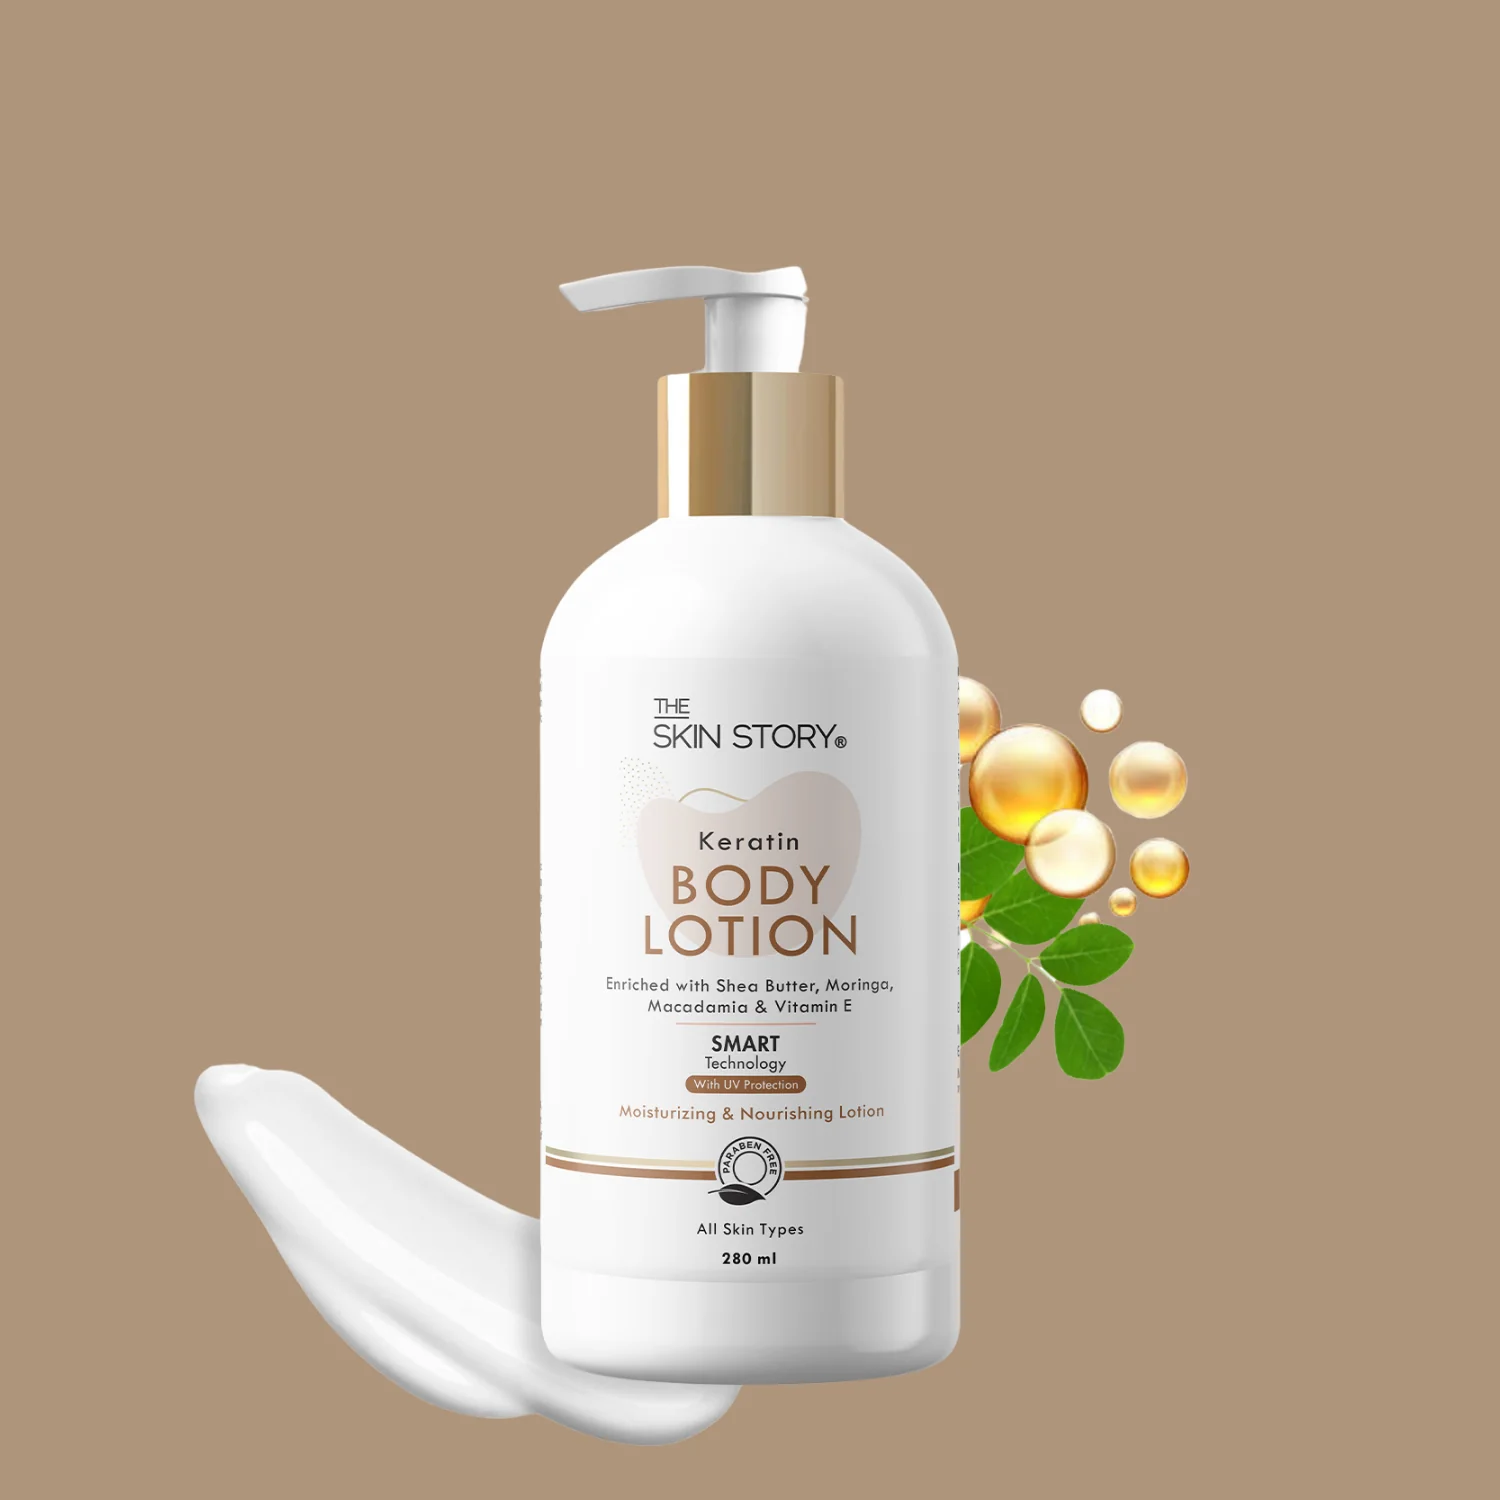 THE
SKIN STORY®
Keratin
BODY
LOTION
Enriched with Shea Butter, Moringa,
Macadamia & Vitamin E
SMART
Technology
With UV Protection
Moisturizing & Nourishing Lotion
PARABEN FREE
All Skin Types
280 ml